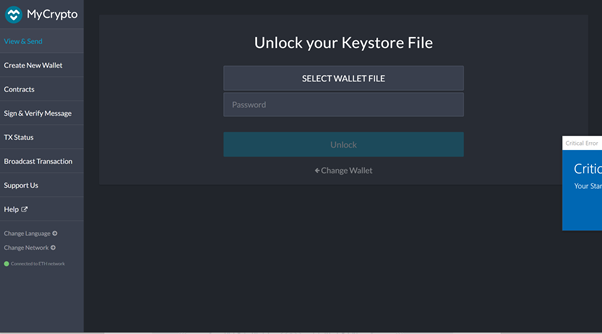 MyCrypto
View & Send
Create New Wallet
Contracts
Sign & Verify Message
TX Status
Broadcast Transaction
Support Us
Help
Change Language
Change Network
Connected to ETH network
Unlock your Keystore File
SELECT WALLET FILE
Password
Unlock
Change Wallet
Critical Error
Critic
Your Star